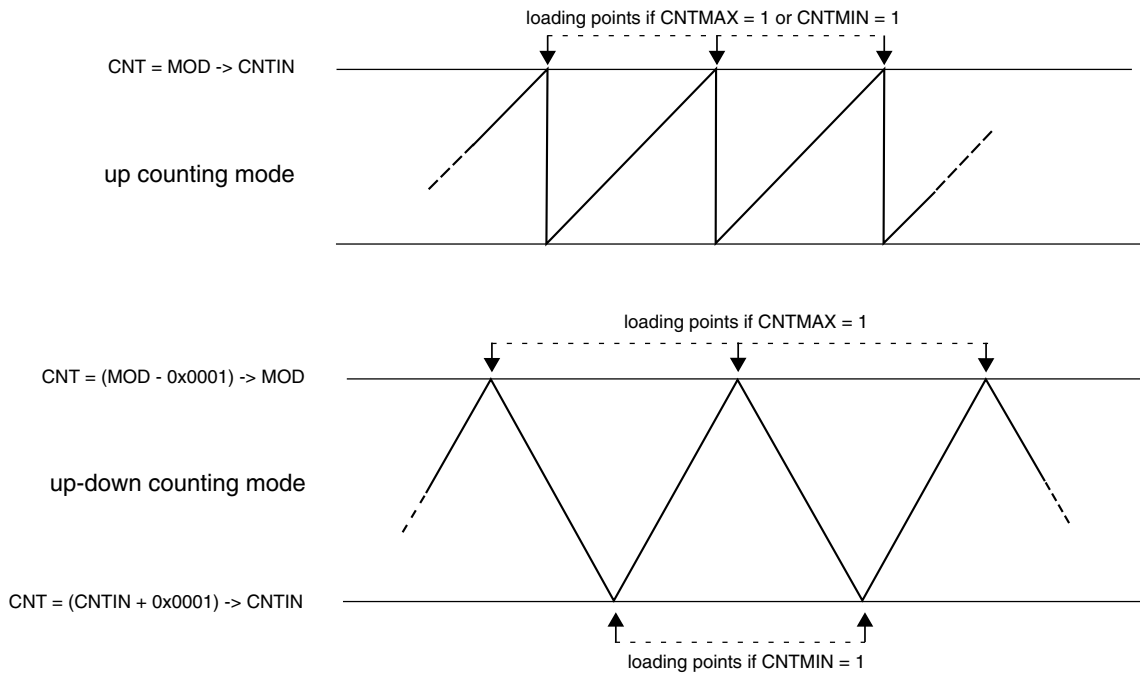 loading points if CNTMAX = 1 or CNTMIN = 1
CNT = MOD -> CNTIN
up counting mode
loading points if CNTMAX = 1
CNT = (MOD - 0x0001) -> MOD
up-down counting mode
CNT = (CNTIN + 0x0001) -> CNTIN
loading points if CNTMIN = 1